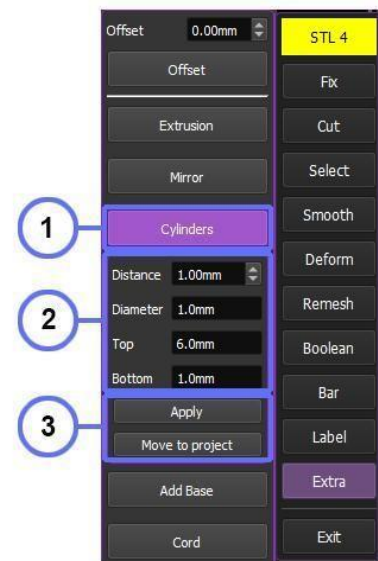 Offset 0.00mm
Offset
Extrusion
Mirror
1 Cylinders
2
Distance 1.00mm
Diameter 1.0mm
Top 6.0mm
Bottom 1.0mm
3
Apply
Move to project
Add Base
Cord
STL 4
Fix
Cut
Select
Smooth
Deform
Remesh
Boolean
Bar
Label
Extra
Exit